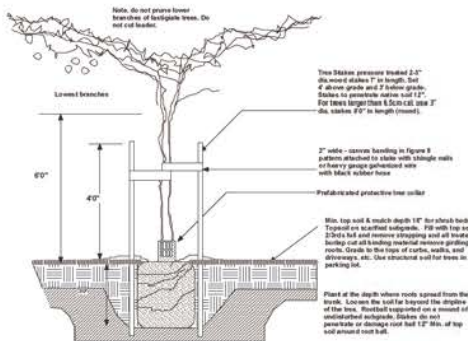 Note, do not prune lower
branches of fastigiate trees. Do
not cut leader.
Lowest branches
6'0"
4'0"
Tree Stakes pressure treated 2-3"
dia.wood stakes 7' in length. Set
4' above grade and 3' below grade.
Stakes to penetrate native soil 12".
For trees larger than 6.5cm cal. use 3"
dia. stakes 8'0" in length (round).
2" wide - canvas banding in figure 8
pattern attached to stake with shingle nails
or heavy gauge galvanized wire
with black rubber hose
Prefabricated protective tree collar
Min. top soil & mulch depth 18" for shrub beds
Topsoil on scarified subgrade. Fill with top so
2/3rds full and remove strapping and all treate
burlap cut all binding material remove girdling
roots. Grade to the tops of curbs, walks, and
driveways, etc. Use structural soil for trees in
parking lot.
Plant at the depth where roots spread from the
trunk. Loosen the soil far beyond the dripline
of the tree. Rootball supported on a mound of
undisturbed subgrade. Stakes do not
penetrate or damage root ball 12" Min. of top
soil around root ball.